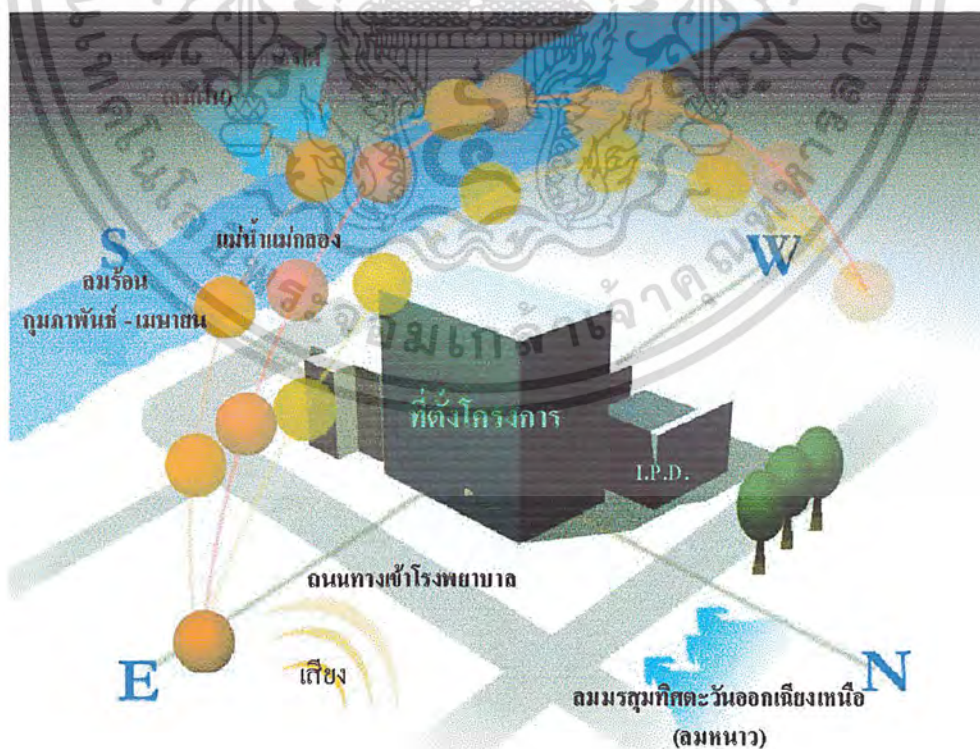 (ลมฝน)
S
แม่น้ำแม่กลอง
W
ลมร้อน
กุมภาพันธ์ - เมษายน
ที่ตั้งโครงการ
I.P.D.
ถนนทางเข้าโรงพยาบาล
E
เสียง
N
ลมมรสุมทิศตะวันออกเฉียงเหนือ
(ลมหนาว)